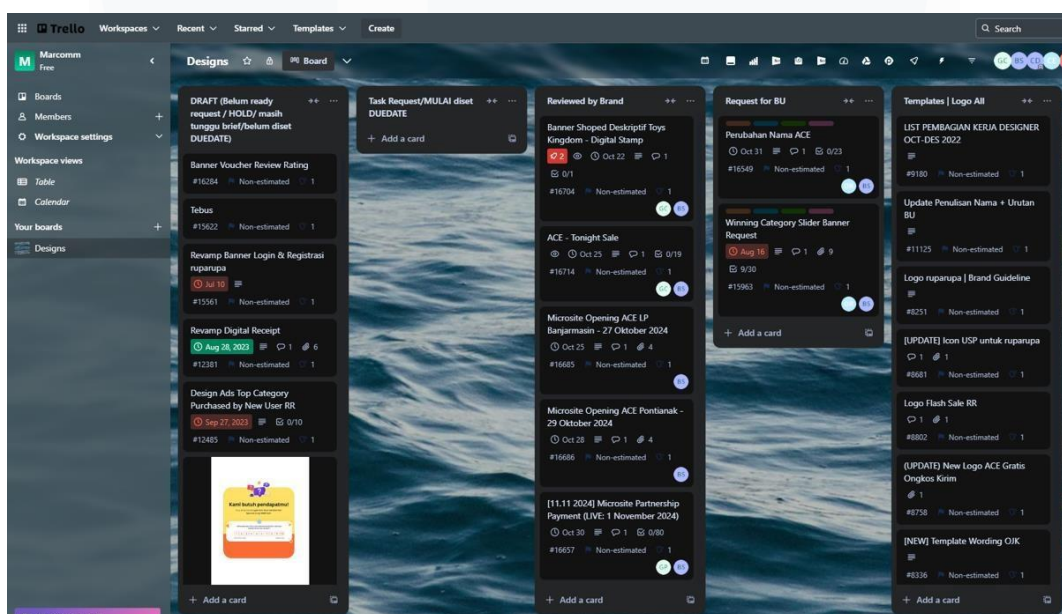 Trello Workspaces Recent Starred Templates Create Search
M Marcomm
Free
Designs Board GC BS CD
Boards
Members
Workspace settings
Workspace views
Table
Calendar
Your boards
Designs
DRAFT (Belum ready
request / HOLD/ masih
tunggu brief/belum diset
DUEDATE)
Banner Voucher Review Rating
#16284 Non-estimated 1
Tebus
#15622 Non-estimated 1
Revamp Banner Login & Registrasi
ruparupa
Jul 10
#15561 Non-estimated 1
Revamp Digital Receipt
Aug 28, 2023 1 6
#12381 Non-estimated 1
Design Ads Top Category
Purchased by New User RR
Sep 27, 2023 0/10
#12485 Non-estimated 1
Kami butuh pendapatmu!
Add a card
Task Request/MULAI diset
DUEDATE
Add a card
Reviewed by Brand
Banner Shoped Deskriptif Toys
Kingdom - Digital Stamp
2 Oct 22 1
0/1
#16704 Non-estimated 1
GC BS
ACE - Tonight Sale
Oct 25 1 0/19
#16714 Non-estimated 1
GC BS
Microsite Opening ACE LP
Banjarmasin - 27 Oktober 2024
Oct 25 1 4
#16685 Non-estimated 1
BS
Microsite Opening ACE Pontianak -
29 Oktober 2024
Oct 28 1 4
#16686 Non-estimated 1
BS
[11.11 2024] Microsite Partnership
Payment (LIVE: 1 November 2024)
Oct 30 1 0/80
#16657 Non-estimated 1
GP BS
Add a card
Request for BU
Perubahan Nama ACE
Oct 31 1 0/23
#16549 Non-estimated 1
BS
Winning Category Slider Banner
Request
Aug 16 1 9
9/30
#15963 Non-estimated 1
BS
Add a card
Templates | Logo All
LIST PEMBAGIAN KERJA DESIGNER
OCT-DES 2022
#9180 Non-estimated 1
Update Penulisan Nama + Urutan
BU
#11125 Non-estimated 1
Logo ruparupa | Brand Guideline
#8251 Non-estimated 1
[UPDATE] Icon USP untuk ruparupa
1 1
#8681 Non-estimated 1
Logo Flash Sale RR
1 1
#8802 Non-estimated 1
(UPDATE) New Logo ACE Gratis
Ongkos Kirim
1
#8758 Non-estimated 1
[NEW] Template Wording OJK
#8336 Non-estimated 1
Add a card